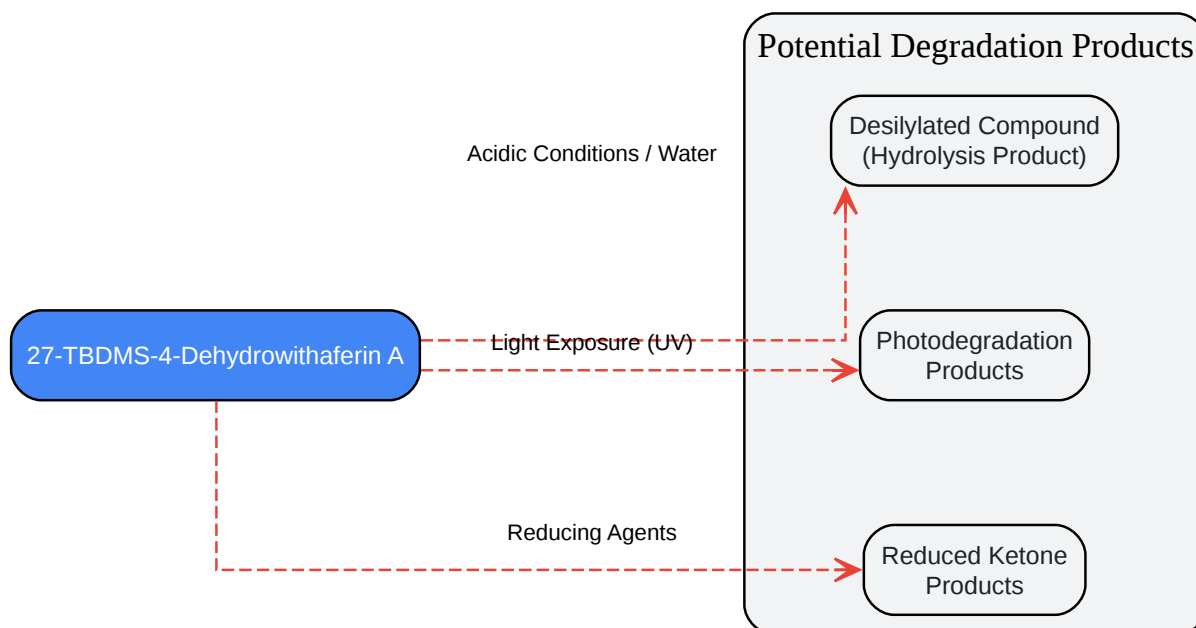 Potential Degradation Products
Desilylated Compound
(Hydrolysis Product)
Acidic Conditions / Water
27-TBDMS-4-Dehydrowithaferin A
Light Exposure (UV)
Photodegradation
Products
Reducing Agents
Reduced Ketone
Products